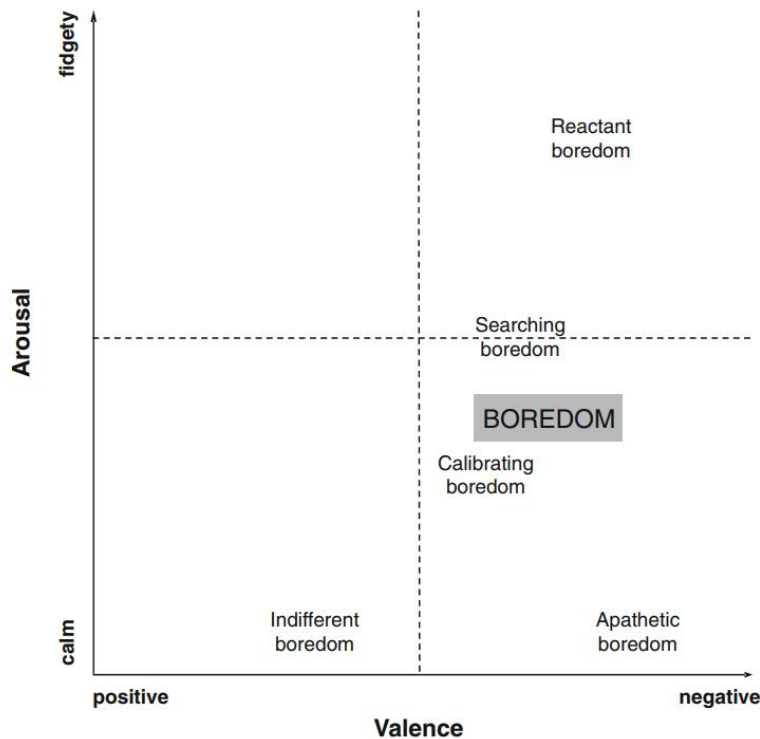 fidgety
Reactant
boredom
Arousal
Searching
boredom
BOREDOM
Calibrating
boredom
Indifferent
boredom
Apathetic
boredom
calm
positive
negative
Valence